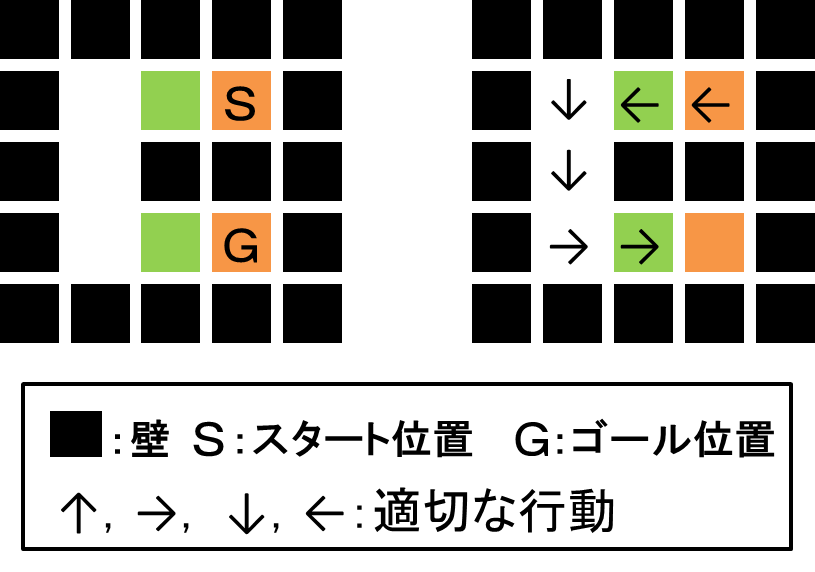 S ↓ ← ←
↓
G → →
■:壁 S:スタート位置 G:ゴール位置
↑, →, ↓, ←:適切な行動